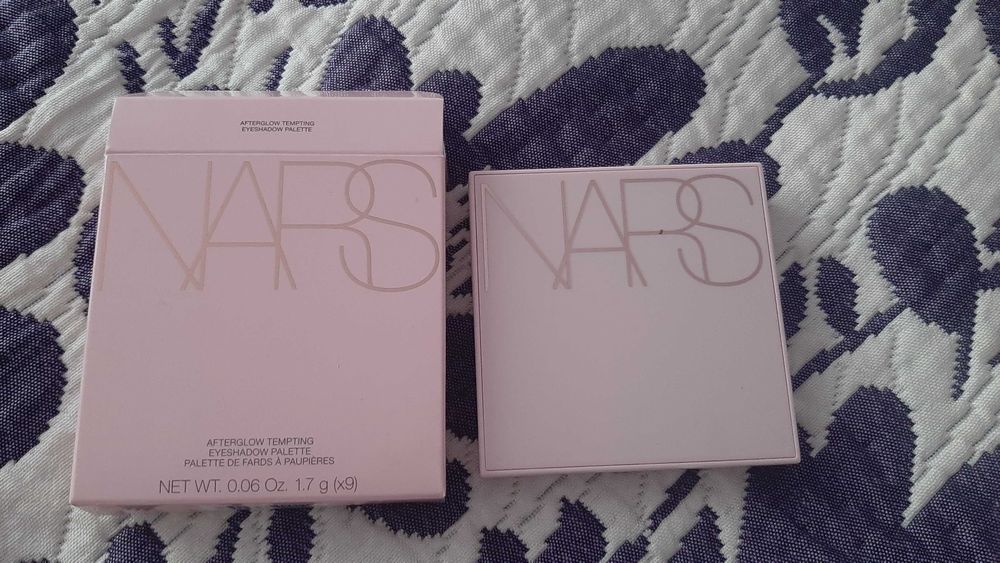 AFTERGLOW TEMPTING
EYESHADOW PALETTE
NARS
AFTERGLOW TEMPTING
EYESHADOW PALETTE
PALETTE DE FARDS À PAUPIÈRES
NET WT. 0.06 Oz. 1.7 g (x9)
NARS